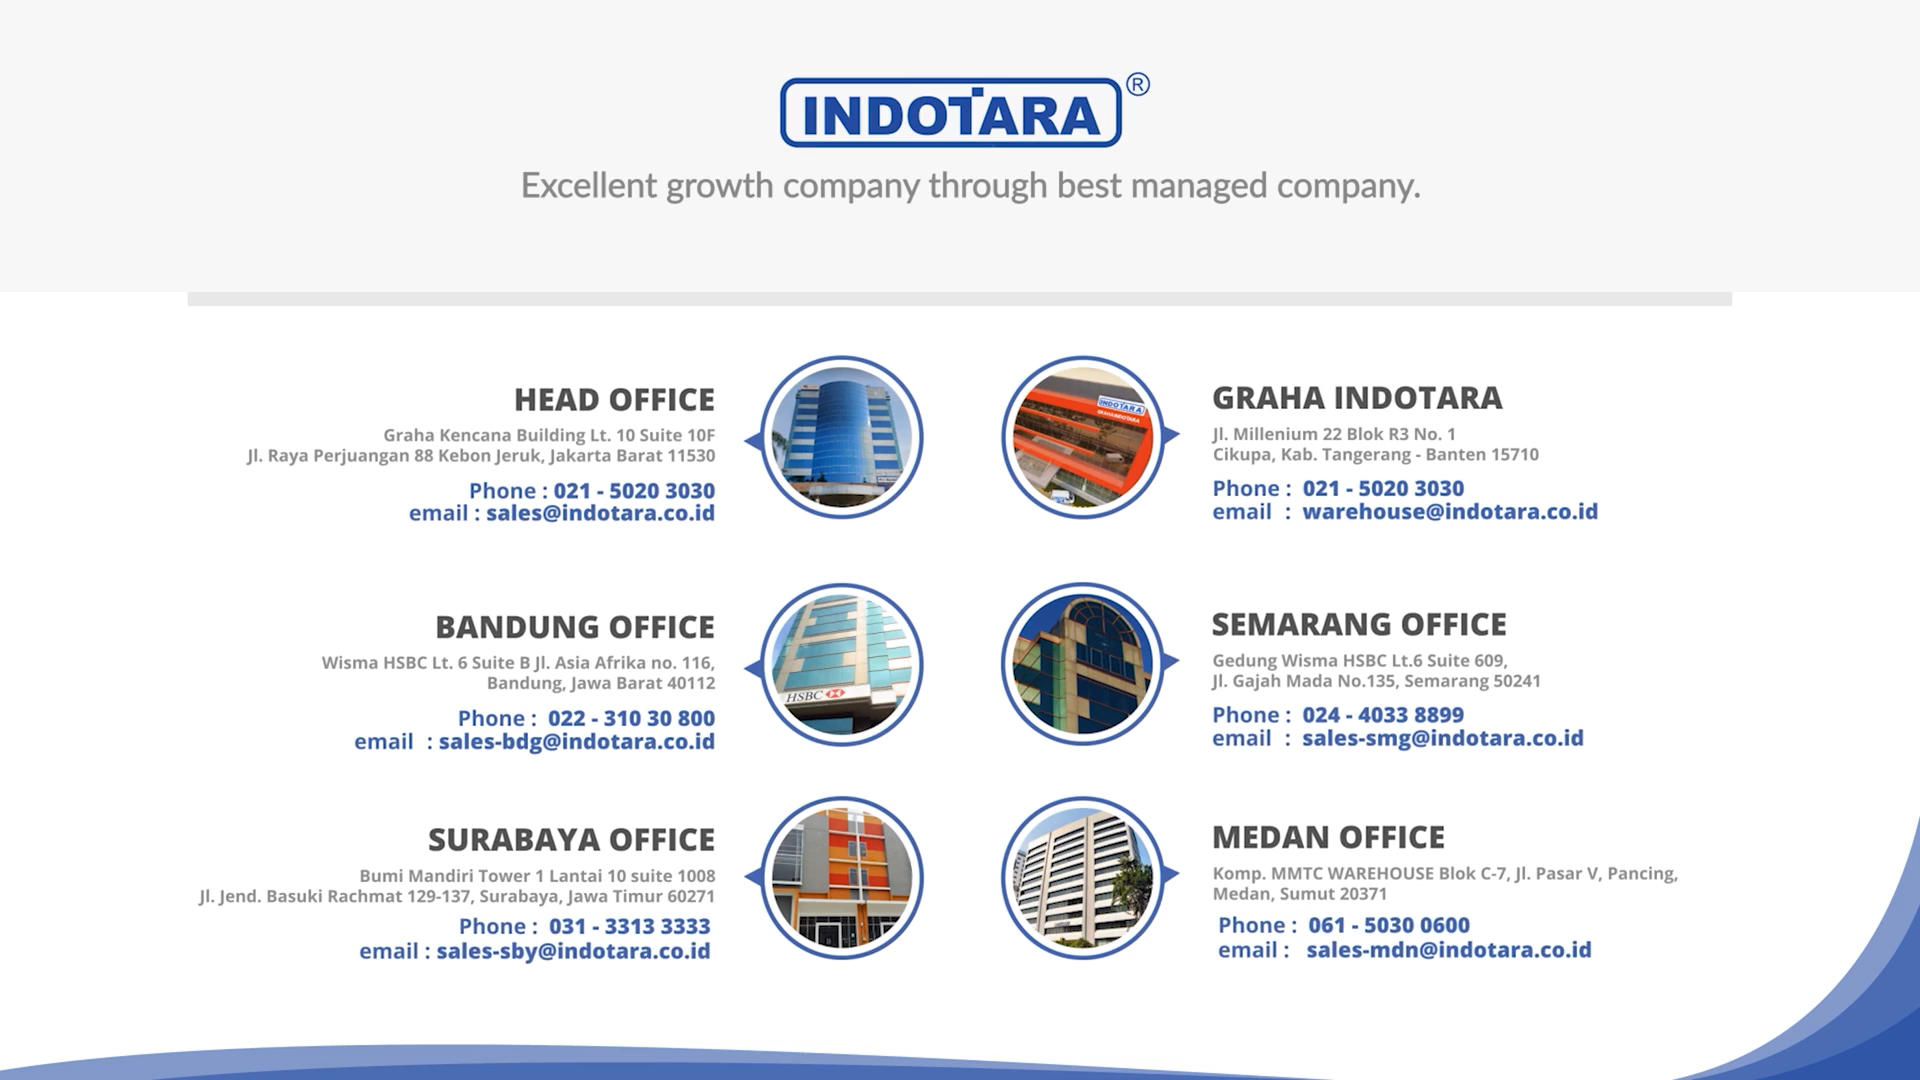 INDOTARA ®
Excellent growth company through best managed company.
HEAD OFFICE
Graha Kencana Building Lt. 10 Suite 10F
Jl. Raya Perjuangan 88 Kebon Jeruk, Jakarta Barat 11530
Phone : 021 - 5020 3030
email : sales@indotara.co.id
GRAHA INDOTARA
Jl. Millenium 22 Blok R3 No. 1
Cikupa, Kab. Tangerang - Banten 15710
Phone : 021 - 5020 3030
email : warehouse@indotara.co.id
INDOTARA
GRAHA INDOTARA
BANDUNG OFFICE
Wisma HSBC Lt. 6 Suite B Jl. Asia Afrika no. 116,
Bandung, Jawa Barat 40112
Phone : 022 - 310 30 800
email : sales-bdg@indotara.co.id
HSBC
SEMARANG OFFICE
Gedung Wisma HSBC Lt.6 Suite 609,
Jl. Gajah Mada No.135, Semarang 50241
Phone : 024 - 4033 8899
email : sales-smg@indotara.co.id
SURABAYA OFFICE
Bumi Mandiri Tower 1 Lantai 10 suite 1008
Jl. Jend. Basuki Rachmat 129-137, Surabaya, Jawa Timur 60271
Phone : 031 - 3313 3333
email : sales-sby@indotara.co.id
MEDAN OFFICE
Komp. MMTC WAREHOUSE Blok C-7, Jl. Pasar V, Pancing,
Medan, Sumut 20371
Phone : 061 - 5030 0600
email : sales-mdn@indotara.co.id